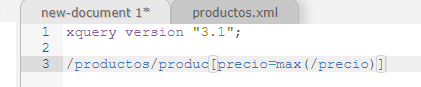 new-document 1* productos.xml
1 xquery version "3.1";
2
3 /productos/produc[precio=max(/precio)]